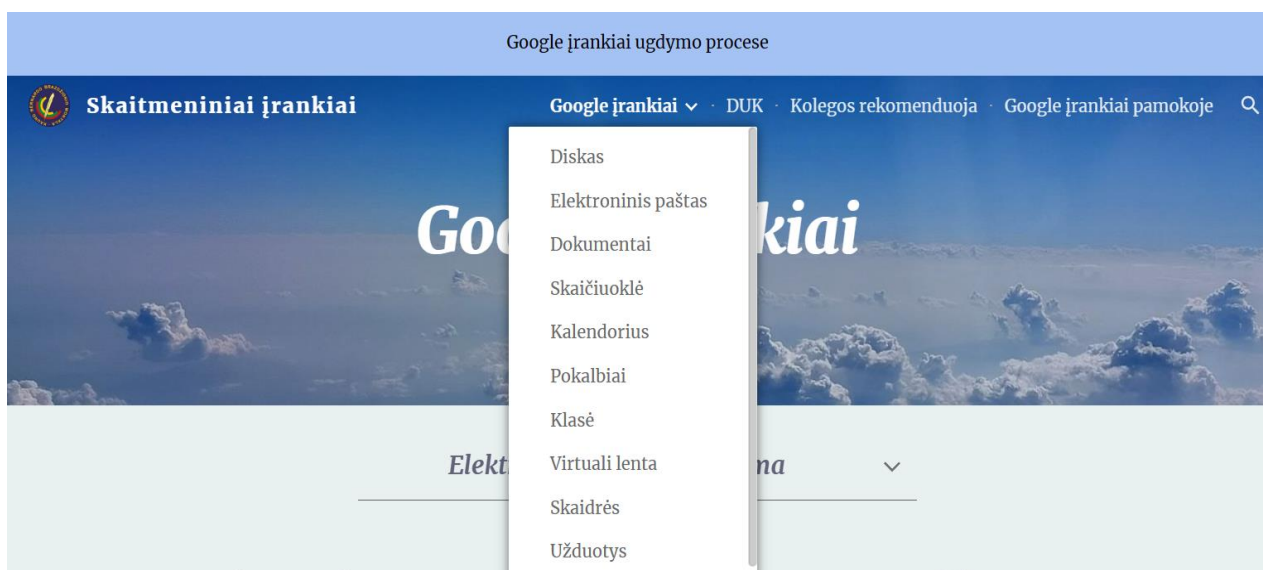 Google įrankiai ugdymo procese
Skaitmeniniai įrankiai
Google įrankiai · DUK · Kolegos rekomenduoja · Google įrankiai pamokoje
Diskas
Elektroninis paštas
Dokumentai
Skaičiuoklė
Kalendorius
Pokalbiai
Klasė
Virtuali lenta
Skaidrės
Užduotys